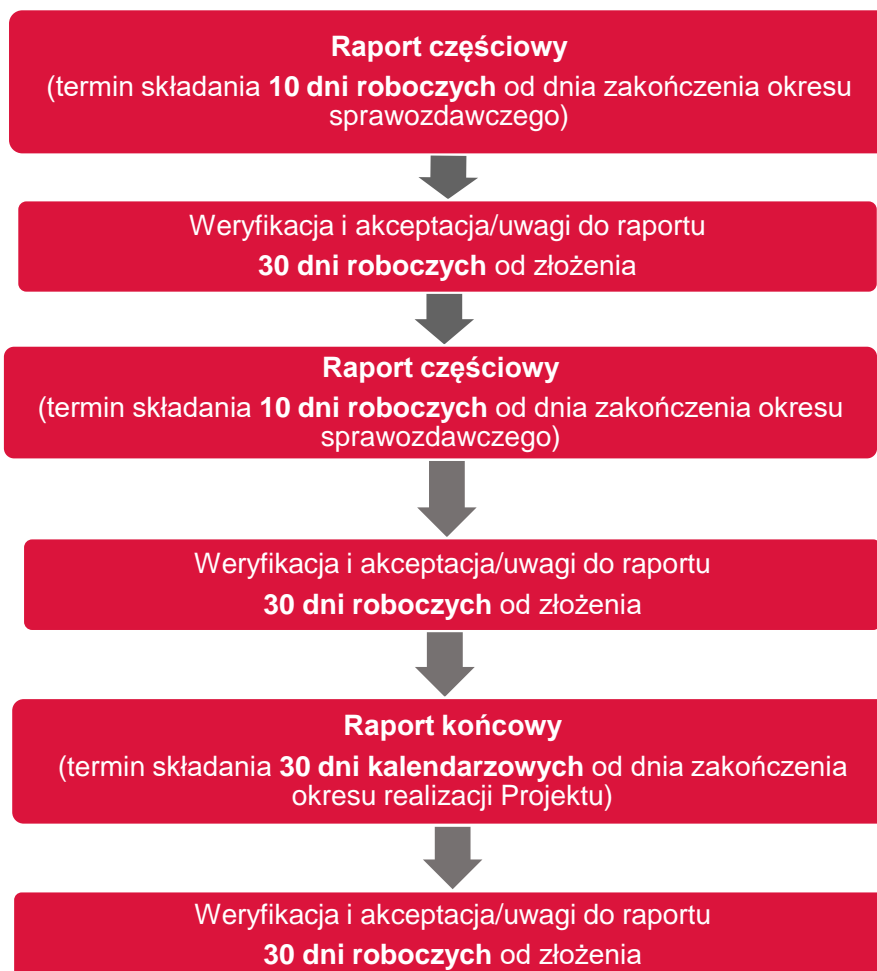 Raport częściowy
(termin składania 10 dni roboczych od dnia zakończenia okresu
sprawozdawczego)
Weryfikacja i akceptacja/uwagi do raportu
30 dni roboczych od złożenia
Raport częściowy
(termin składania 10 dni roboczych od dnia zakończenia okresu
sprawozdawczego)
Weryfikacja i akceptacja/uwagi do raportu
30 dni roboczych od złożenia
Raport końcowy
(termin składania 30 dni kalendarzowych od dnia zakończenia
okresu realizacji Projektu)
Weryfikacja i akceptacja/uwagi do raportu
30 dni roboczych od złożenia